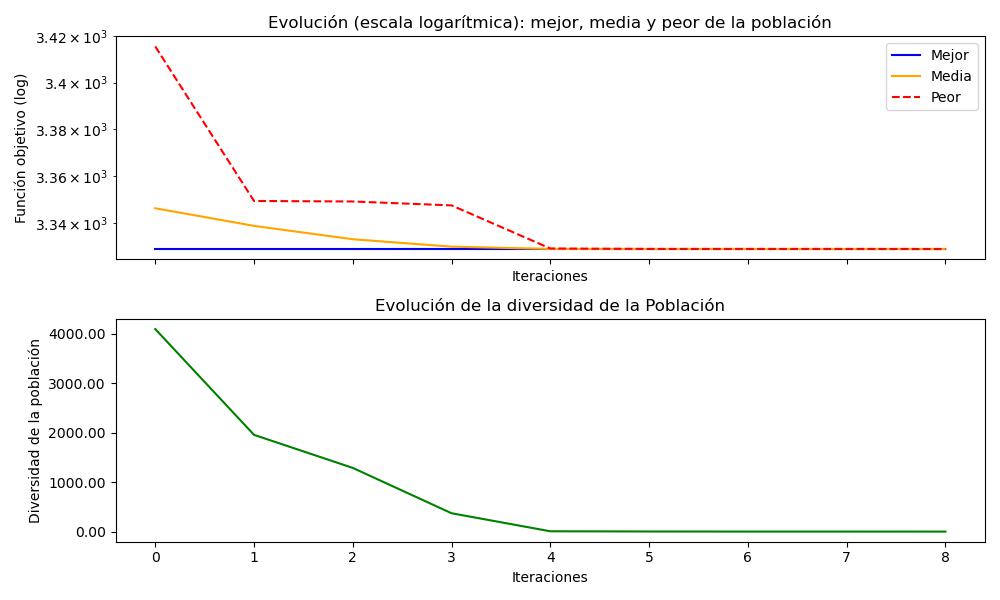 Evolución (escala logarítmica): mejor, media y peor de la población
Función objetivo (log)
3.42 × 10³
3.4 × 10³
3.38 × 10³
3.36 × 10³
3.34 × 10³
Mejor
Media
Peor
Iteraciones
Evolución de la diversidad de la Población
Diversidad de la población
4000.00
3000.00
2000.00
1000.00
0.00
0 1 2 3 4 5 6 7 8
Iteraciones